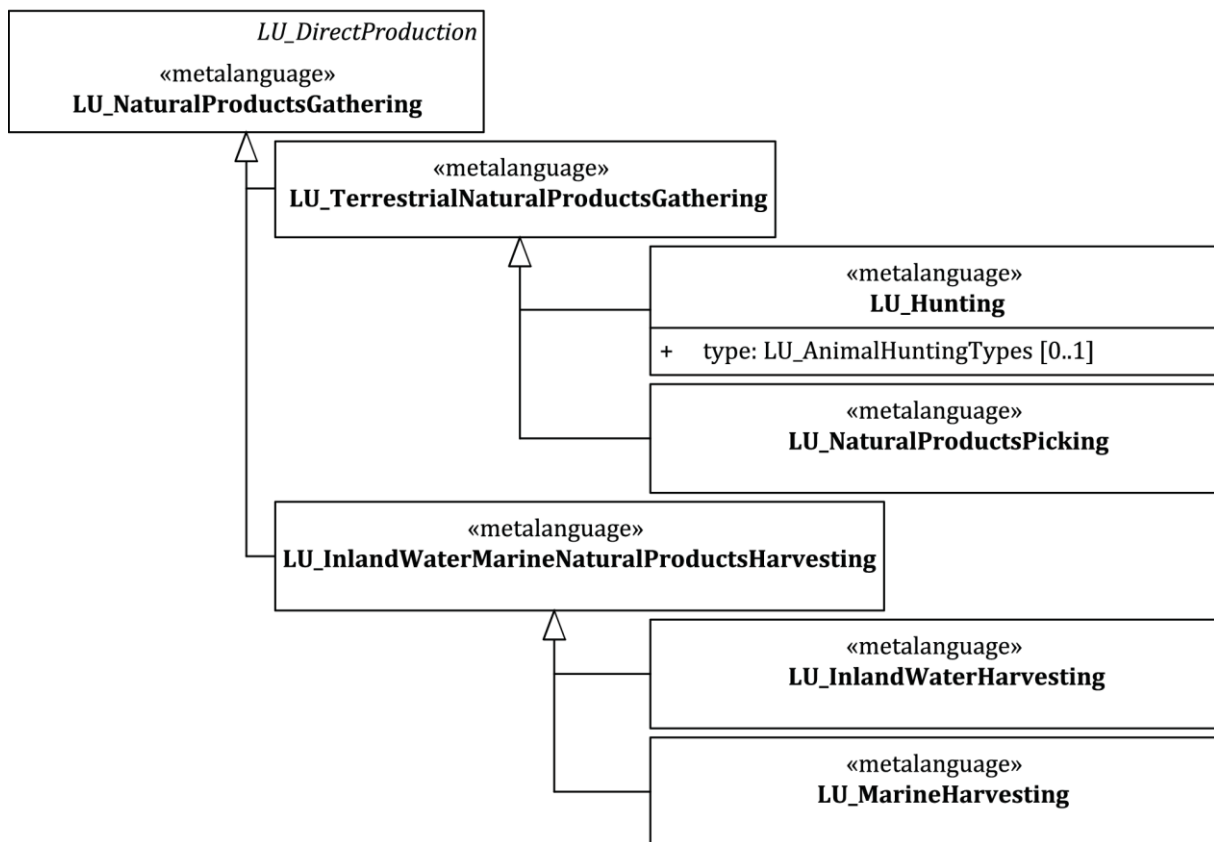 LU_DirectProduction
«metalanguage»
LU_NaturalProductsGathering
«metalanguage»
LU_TerrestrialNaturalProductsGathering
«metalanguage»
LU_Hunting
+ type: LU_AnimalHuntingTypes [0..1]
«metalanguage»
LU_NaturalProductsPicking
«metalanguage»
LU_InlandWaterMarineNaturalProductsHarvesting
«metalanguage»
LU_InlandWaterHarvesting
«metalanguage»
LU_MarineHarvesting